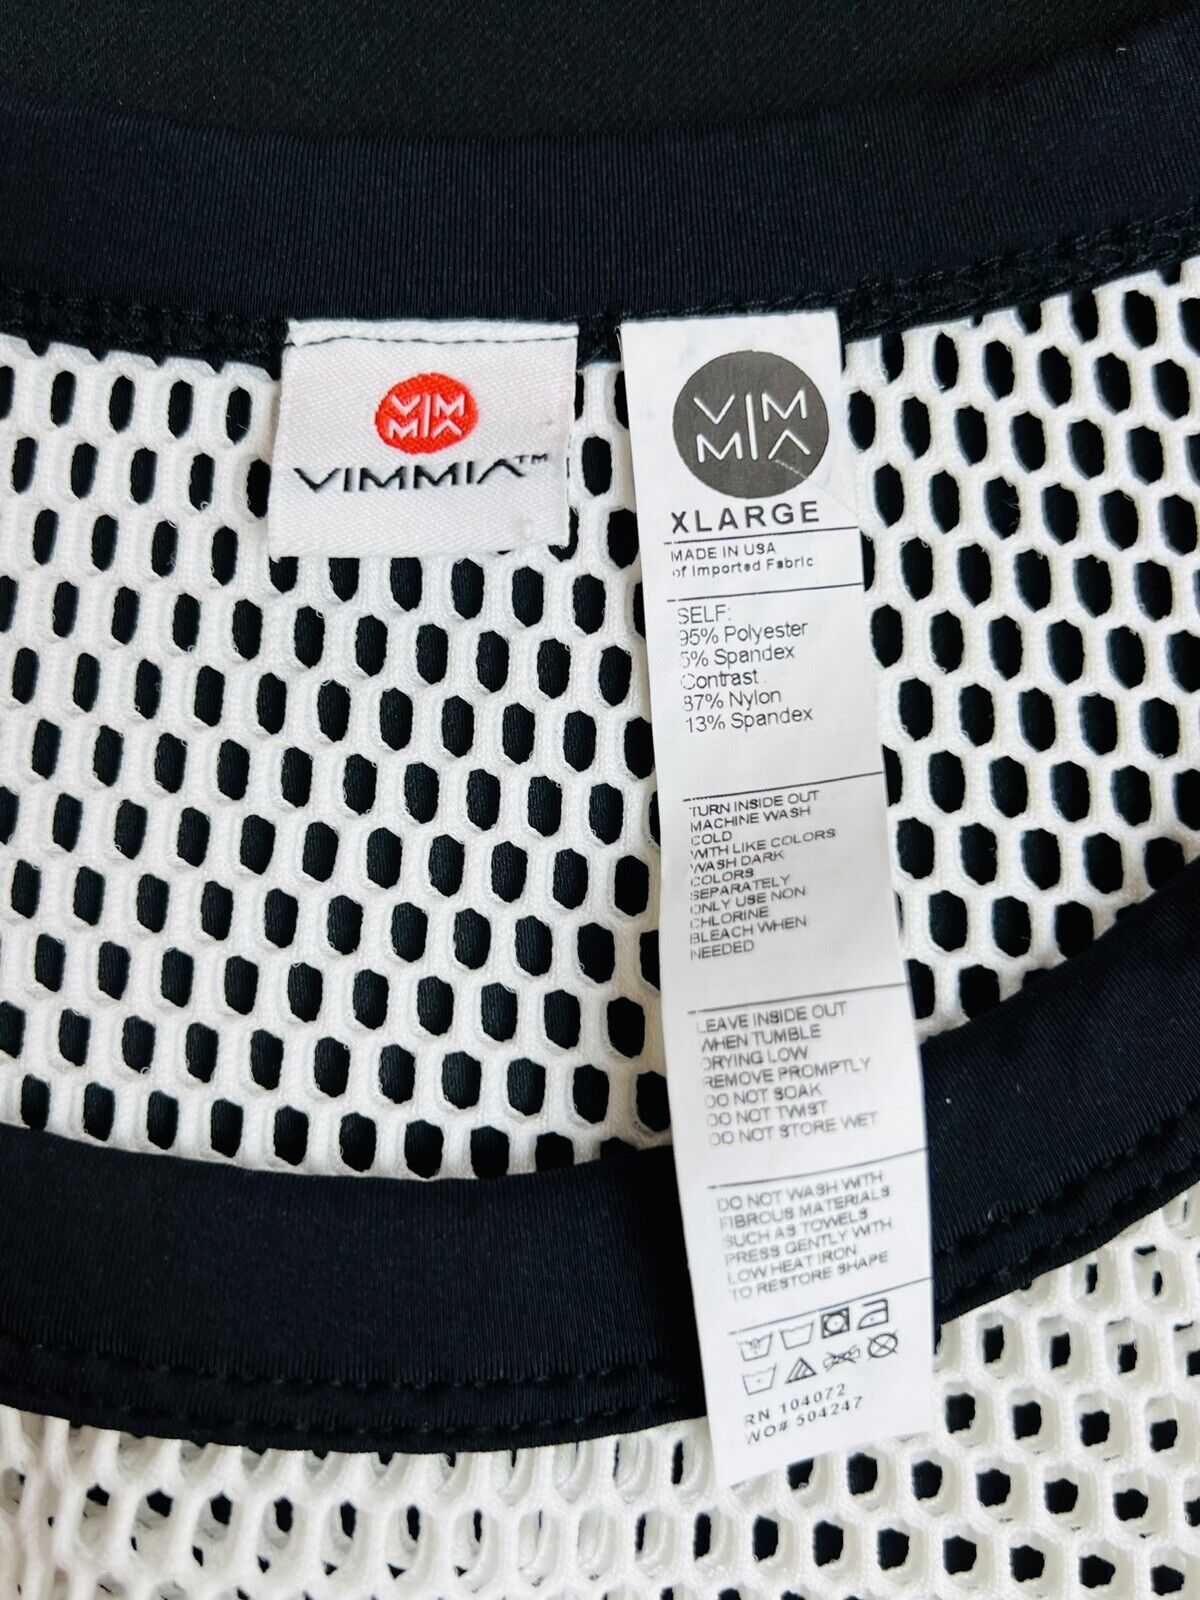 VIM
MIA
VIMMIA™
VIM
MIA
XLARGE
MADE IN USA
of Imported Fabric
SELF:
95% Polyester
5% Spandex
Contrast
87% Nylon
13% Spandex
TURN INSIDE OUT
MACHINE WASH
COLD
WITH LIKE COLORS
WASH DARK
COLORS
SEPARATELY
ONLY USE NON
CHLORINE
BLEACH WHEN
NEEDED
LEAVE INSIDE OUT
WHEN TUMBLE
DRYING LOW
REMOVE PROMPTLY
DO NOT SOAK
DO NOT TWIST
DO NOT STORE WET
DO NOT WASH WITH
FIBROUS MATERIALS
SUCH AS TOWELS
PRESS GENTLY WITH
LOW HEAT IRON
TO RESTORE SHAPE
RN 104072
WO# 504247